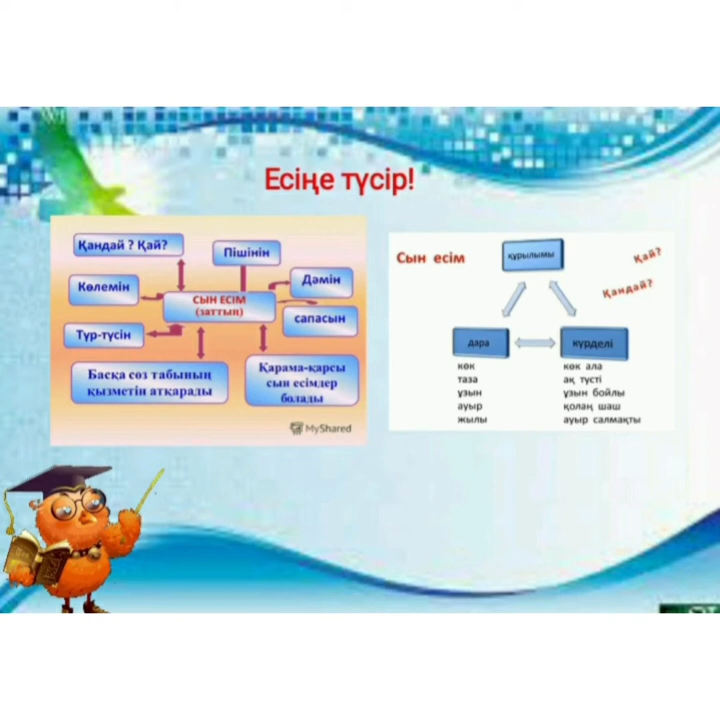 Есіңе түсір!
Қандай ? Қай?
Пішінін
Көлемін
Дәмін
СЫН ЕСІМ
(заттың)
сапасын
Түр-түсін
Басқа сөз табының
қызметін атқарады
Қарама-қарсы
сын есімдер
болады
MyShared
Сын есім
құрылымы
Қай?
Қандай?
дара
күрделі
көк
таза
ұзын
ауыр
жылы
көк ала
ақ түсті
ұзын бойлы
қолаң шаш
ауыр салмақты